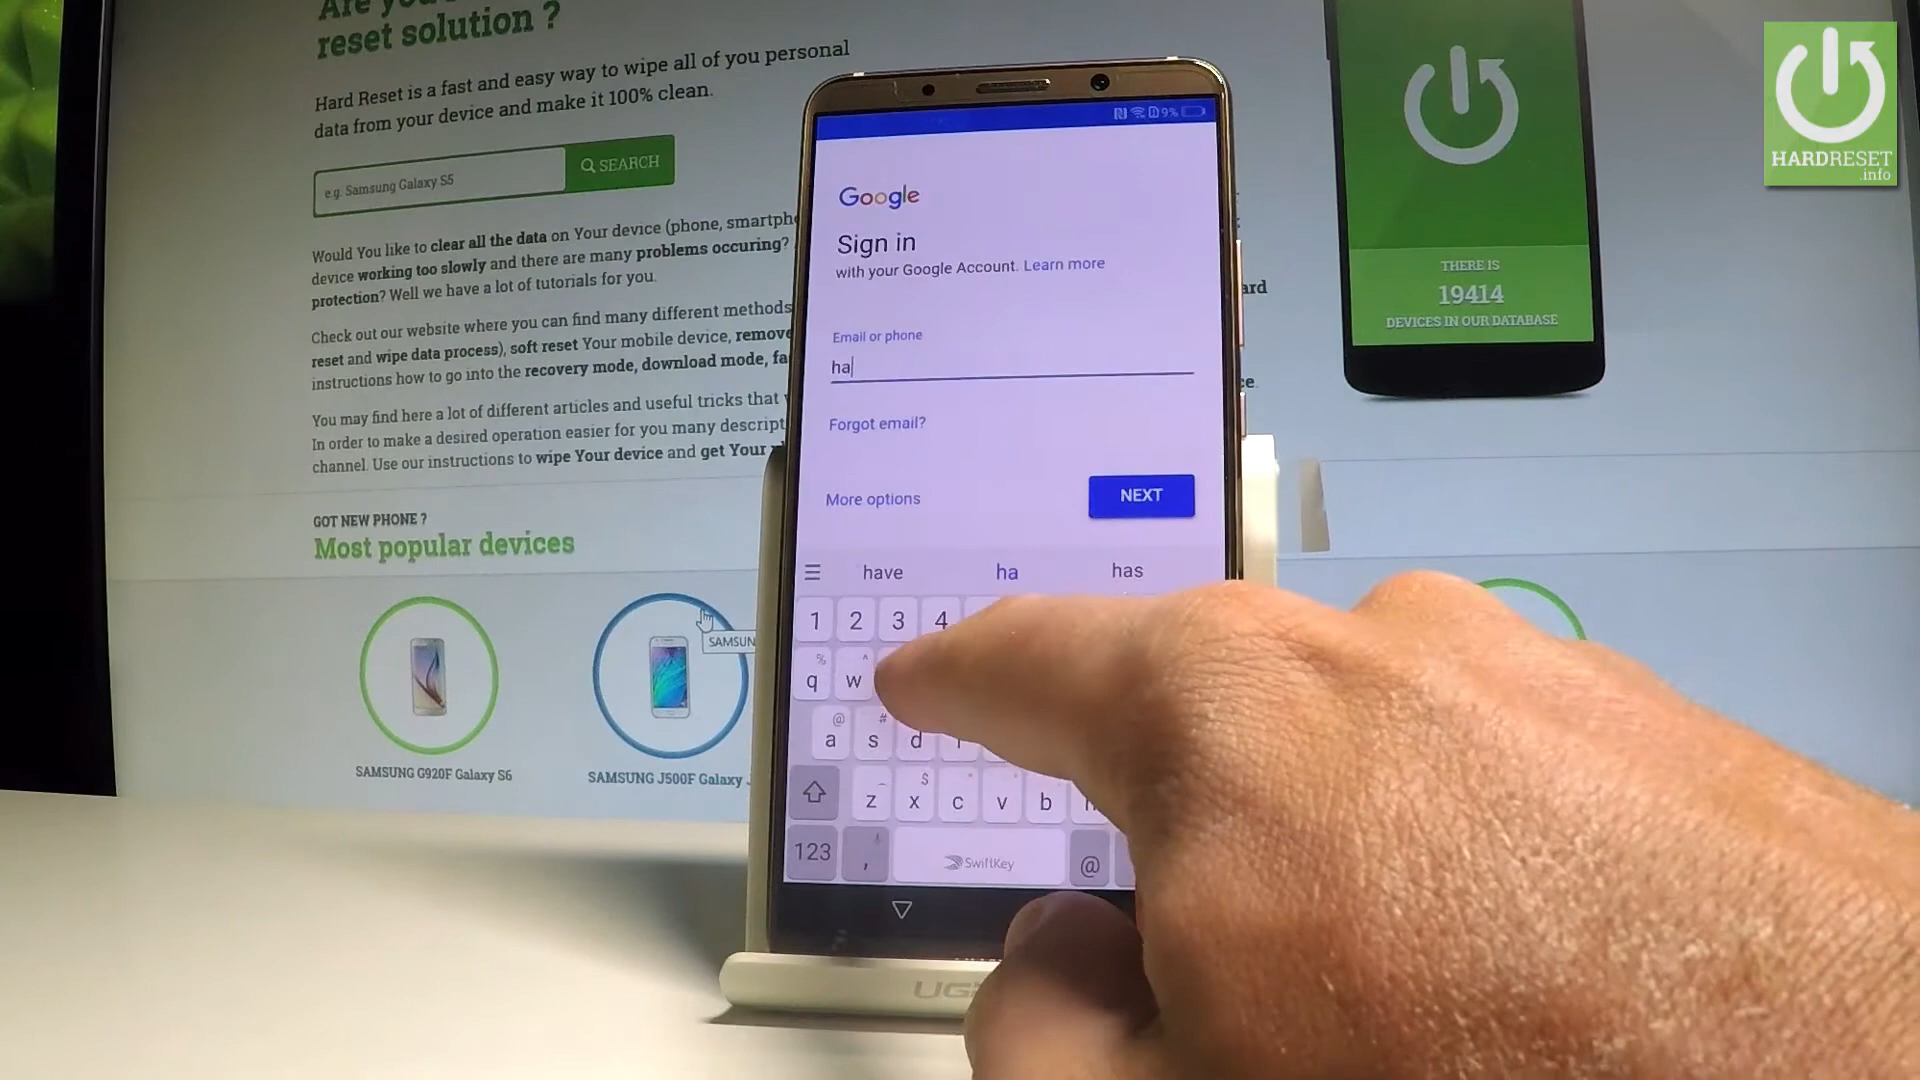 Are you
reset solution ?
Hard Reset is a fast and easy way to wipe all of you personal
data from your device and make it 100% clean.
e.g. Samsung Galaxy S5
SEARCH
Would You like to clear all the data on Your device (phone, smartph
device working too slowly and there are many problems occuring?
protection? Well we have a lot of tutorials for you.
Check out our website where you can find many different methods
reset and wipe data process), soft reset Your mobile device, remove
instructions how to go into the recovery mode, download mode, fa
You may find here a lot of different articles and useful tricks that
In order to make a desired operation easier for you many descript
channel. Use our instructions to wipe Your device and get Your
GOT NEW PHONE ?
Most popular devices
SAMSUNG G920F Galaxy S6
SAMSUNG J500F Galaxy
SAMSUN
9%
Google
Sign in
with your Google Account. Learn more
Email or phone
ha
Forgot email?
More options
NEXT
have ha has
1 2 3 4
% ^
q w
@ #
a s d
$
z x c v b
123 , SwiftKey @
ard
ce.
THERE IS
19414
DEVICES IN OUR DATABASE
HARDRESET
.info